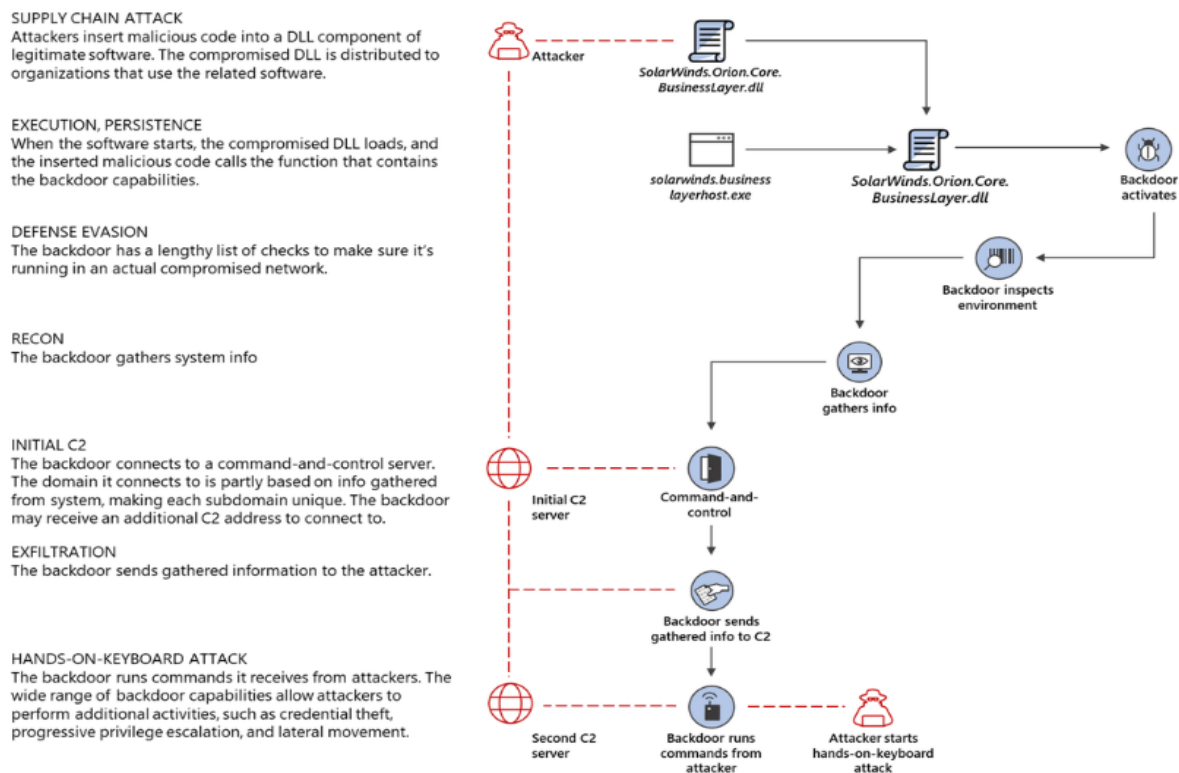 SUPPLY CHAIN ATTACK
Attackers insert malicious code into a DLL component of
legitimate software. The compromised DLL is distributed to
organizations that use the related software.
Attacker
SolarWinds.Orion.Core.
BusinessLayer.dll
EXECUTION, PERSISTENCE
When the software starts, the compromised DLL loads, and
the inserted malicious code calls the function that contains
the backdoor capabilities.
solarwinds.business
layerhost.exe
SolarWinds.Orion.Core.
BusinessLayer.dll
Backdoor
activates
DEFENSE EVASION
The backdoor has a lengthy list of checks to make sure it's
running in an actual compromised network.
Backdoor inspects
environment
RECON
The backdoor gathers system info
Backdoor
gathers info
INITIAL C2
The backdoor connects to a command-and-control server.
The domain it connects to is partly based on info gathered
from system, making each subdomain unique. The backdoor
may receive an additional C2 address to connect to.
Initial C2
server
Command-and-
control
EXFILTRATION
The backdoor sends gathered information to the attacker.
Backdoor sends
gathered info to C2
HANDS-ON-KEYBOARD ATTACK
The backdoor runs commands it receives from attackers. The
wide range of backdoor capabilities allow attackers to
perform additional activities, such as credential theft,
progressive privilege escalation, and lateral movement.
Second C2
server
Backdoor runs
commands from
attacker
Attacker starts
hands-on-keyboard
attack